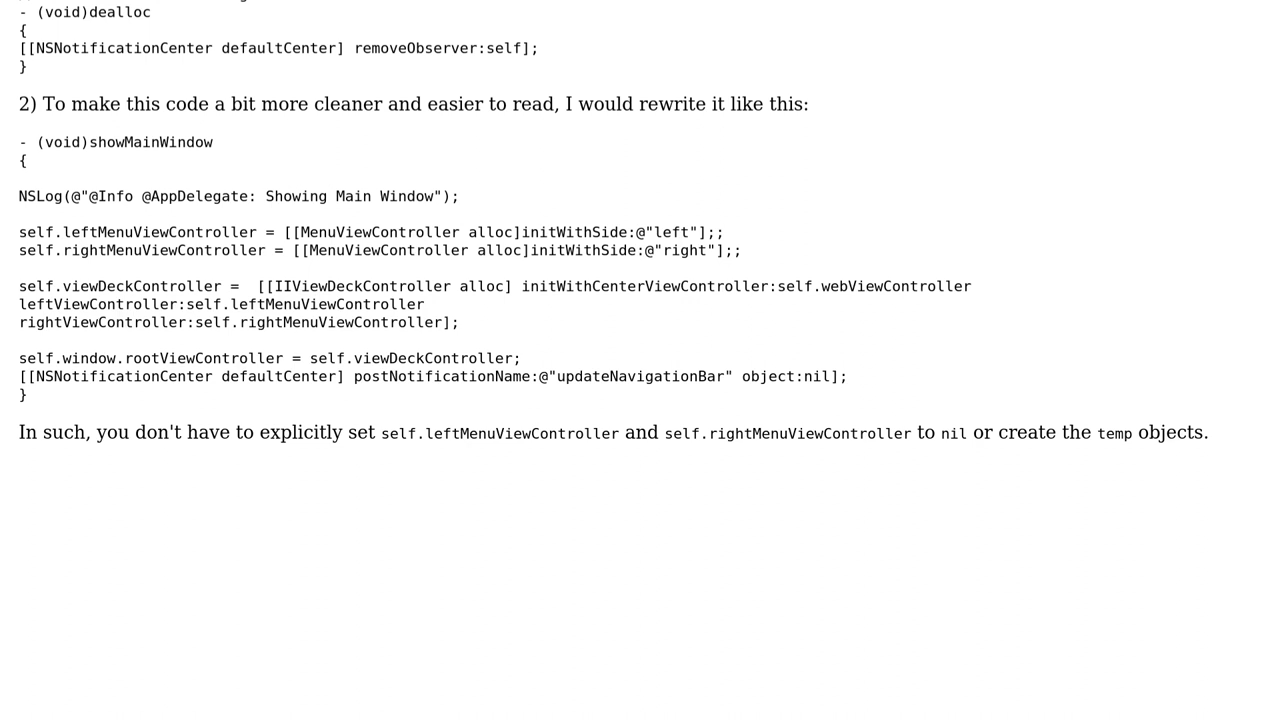 - (void)dealloc
{
[[NSNotificationCenter defaultCenter] removeObserver:self];
}
2) To make this code a bit more cleaner and easier to read, I would rewrite it like this:
- (void)showMainWindow
{
NSLog(@"@Info @AppDelegate: Showing Main Window");
self.leftMenuViewController = [[MenuViewController alloc]initWithSide:@"left"];;
self.rightMenuViewController = [[MenuViewController alloc]initWithSide:@"right"];;
self.viewDeckController =  [[IIViewDeckController alloc] initWithCenterViewController:self.webViewController
leftViewController:self.leftMenuViewController
rightViewController:self.rightMenuViewController];
self.window.rootViewController = self.viewDeckController;
[[NSNotificationCenter defaultCenter] postNotificationName:@"updateNavigationBar" object:nil];
}
In such, you don't have to explicitly set self.leftMenuViewController and self.rightMenuViewController to nil or create the temp objects.